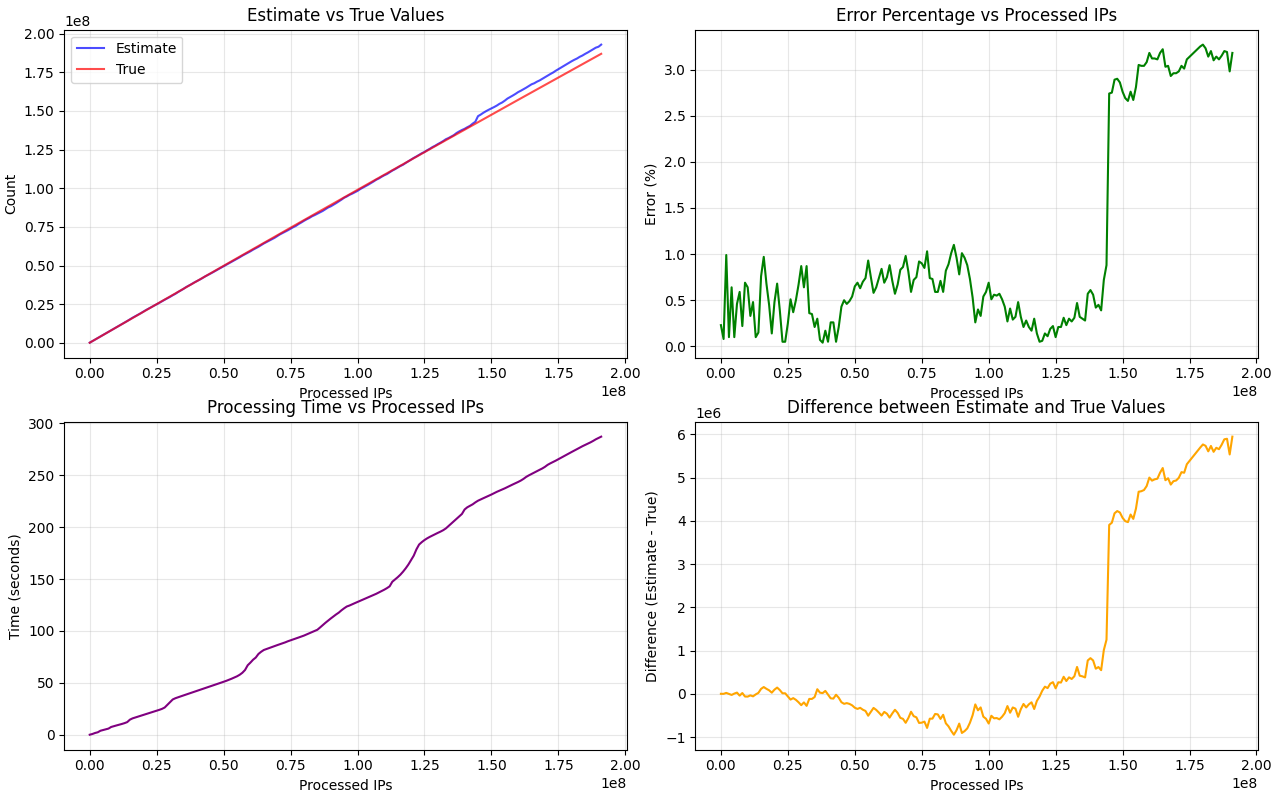 Estimate vs True Values
1e8
2.00
1.75
1.50
1.25
1.00
0.75
0.50
0.25
0.00
Count
Estimate
True
0.00 0.25 0.50 0.75 1.00 1.25 1.50 1.75 2.00
Processed IPs
1e8
Error Percentage vs Processed IPs
3.0
2.5
2.0
1.5
1.0
0.5
0.0
Error (%)
0.00 0.25 0.50 0.75 1.00 1.25 1.50 1.75 2.00
Processed IPs
1e8
Processing Time vs Processed IPs
300
250
200
150
100
50
0
Time (seconds)
0.00 0.25 0.50 0.75 1.00 1.25 1.50 1.75 2.00
Processed IPs
1e8
Difference between Estimate and True Values
1e6
6
5
4
3
2
1
0
−1
Difference (Estimate - True)
0.00 0.25 0.50 0.75 1.00 1.25 1.50 1.75 2.00
Processed IPs
1e8